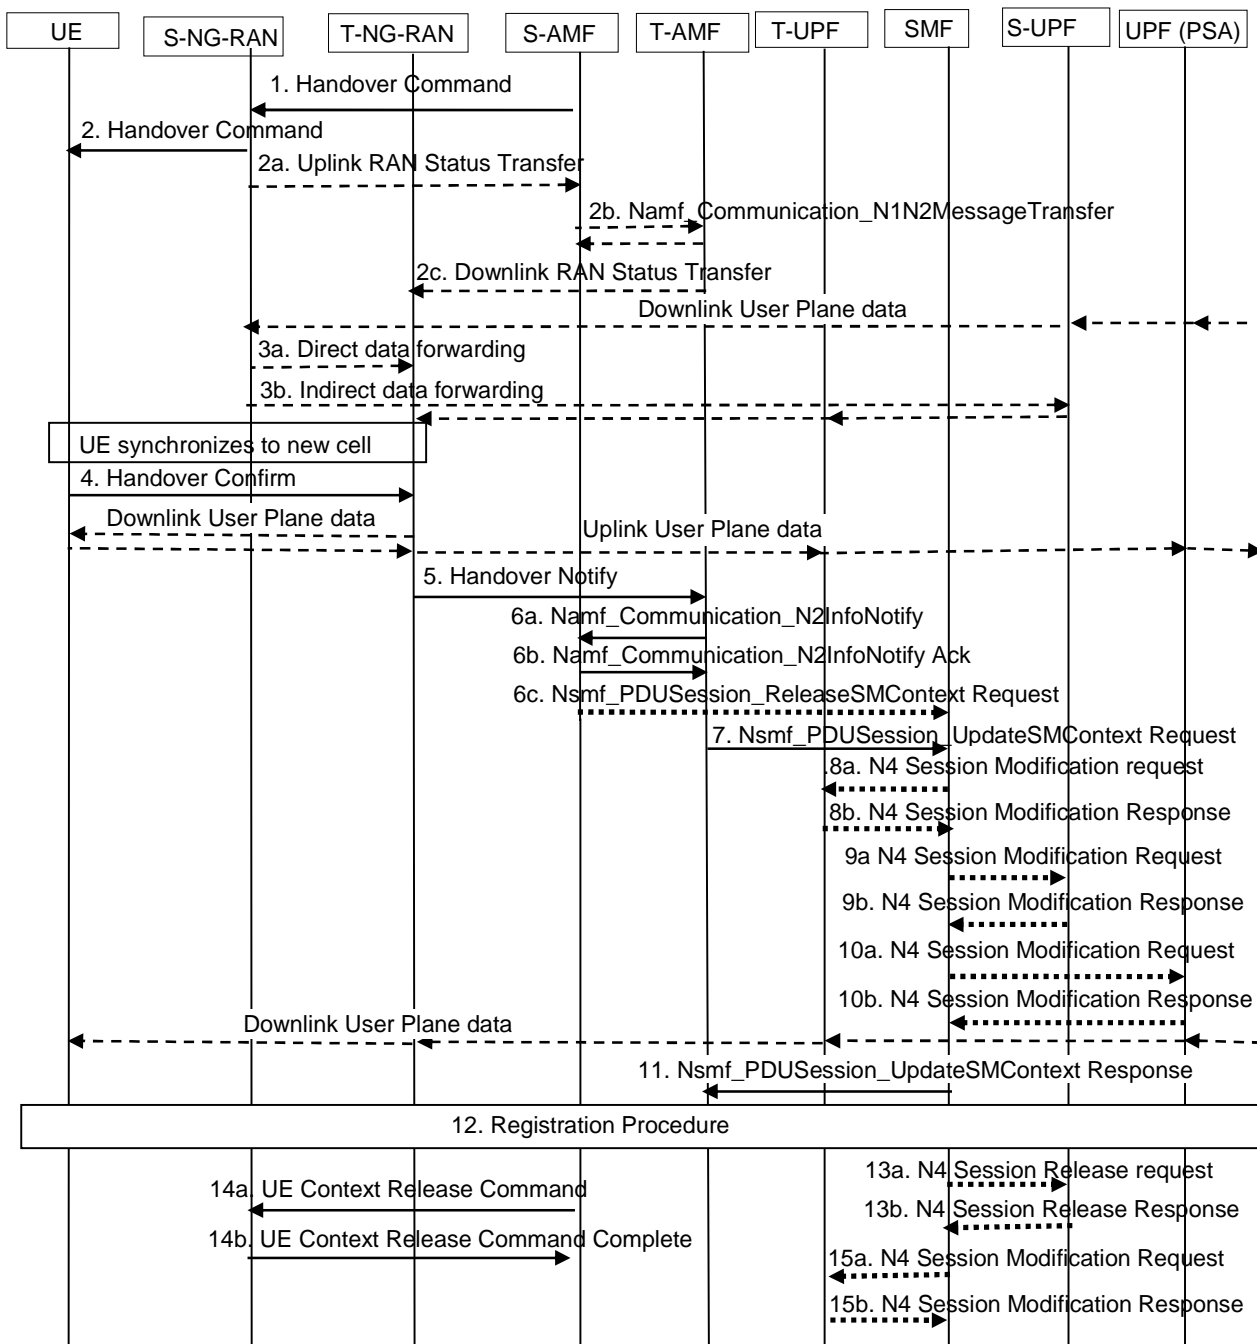 UE
S-NG-RAN
T-NG-RAN
S-AMF
T-AMF
T-UPF
SMF
S-UPF
UPF (PSA)
1. Handover Command
2. Handover Command
2a. Uplink RAN Status Transfer
2b. Namf_Communication_N1N2MessageTransfer
2c. Downlink RAN Status Transfer
Downlink User Plane data
3a. Direct data forwarding
3b. Indirect data forwarding
UE synchronizes to new cell
4. Handover Confirm
Downlink User Plane data
Uplink User Plane data
5. Handover Notify
6a. Namf_Communication_N2InfoNotify
6b. Namf_Communication_N2InfoNotify Ack
6c. Nsmf_PDUSession_ReleaseSMContext Request
7. Nsmf_PDUSession_UpdateSMContext Request
.8a. N4 Session Modification request
8b. N4 Session Modification Response
9a N4 Session Modification Request
9b. N4 Session Modification Response
10a. N4 Session Modification Request
10b. N4 Session Modification Response
Downlink User Plane data
11. Nsmf_PDUSession_UpdateSMContext Response
12. Registration Procedure
13a. N4 Session Release request
14a. UE Context Release Command
13b. N4 Session Release Response
14b. UE Context Release Command Complete
15a. N4 Session Modification Request
15b. N4 Session Modification Response